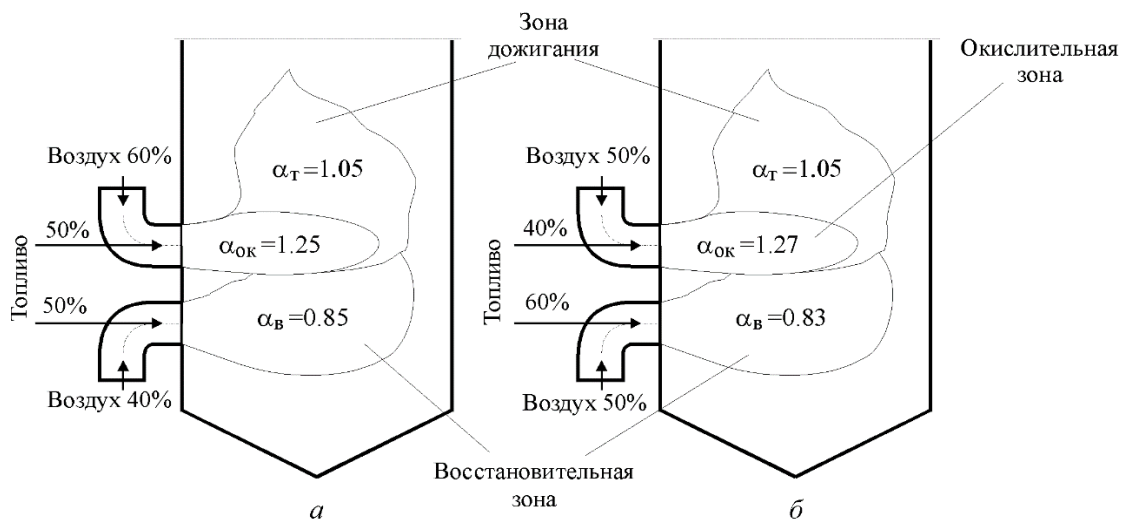 Зона
дожигания
Окислительная
зона
Воздух 60%
αт=1.05
50%
αок=1.25
Топливо
50%
αв=0.85
Воздух 40%
Воздух 50%
αт=1.05
40%
αок=1.27
Топливо
60%
αв=0.83
Воздух 50%
Восстановительная
зона
а
б